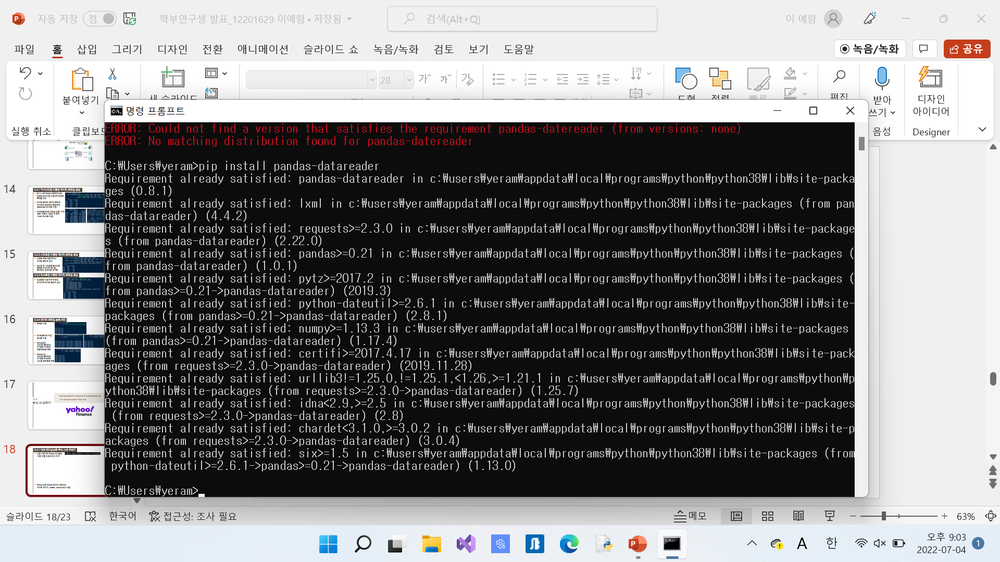 자동 저장
켬
학부연구생 발표_12201629 이예람 • 저장됨
검색(Alt+Q)
이 예람
파일 홈 삽입 그리기 디자인 전환 애니메이션 슬라이드 쇼 녹음/녹화 검토 보기 도움말
녹음/녹화
공유
붙여넣기
새 슬라이드
28
도형
정렬
빠른
편집
받아
쓰기
디자인
아이디어
실행 취소
클립보드
음성
Designer
명령 프롬프트
ERROR: Could not find a version that satisfies the requirement pandas-datereader (from versions: none)
ERROR: No matching distribution found for pandas-datereader
C:₩Users₩yeram>pip install pandas-datareader
Requirement already satisfied: pandas-datareader in c:₩users₩yeram₩appdata₩local₩programs₩python₩python38₩lib₩site-packa
ges (0.8.1)
Requirement already satisfied: lxml in c:₩users₩yeram₩appdata₩local₩programs₩python₩python38₩lib₩site-packages (from pan
das-datareader) (4.4.2)
Requirement already satisfied: requests>=2.3.0 in c:₩users₩yeram₩appdata₩local₩programs₩python₩python38₩lib₩site-package
s (from pandas-datareader) (2.22.0)
Requirement already satisfied: pandas>=0.21 in c:₩users₩yeram₩appdata₩local₩programs₩python₩python38₩lib₩site-packages (
from pandas-datareader) (1.0.1)
Requirement already satisfied: pytz>=2017.2 in c:₩users₩yeram₩appdata₩local₩programs₩python₩python38₩lib₩site-packages (
from pandas>=0.21->pandas-datareader) (2019.3)
Requirement already satisfied: python-dateutil>=2.6.1 in c:₩users₩yeram₩appdata₩local₩programs₩python₩python38₩lib₩site-
packages (from pandas>=0.21->pandas-datareader) (2.8.1)
Requirement already satisfied: numpy>=1.13.3 in c:₩users₩yeram₩appdata₩local₩programs₩python₩python38₩lib₩site-packages
(from pandas>=0.21->pandas-datareader) (1.17.4)
Requirement already satisfied: certifi>=2017.4.17 in c:₩users₩yeram₩appdata₩local₩programs₩python₩python38₩lib₩site-pack
ages (from requests>=2.3.0->pandas-datareader) (2019.11.28)
Requirement already satisfied: urllib3!=1.25.0,!=1.25.1,<1.26,>=1.21.1 in c:₩users₩yeram₩appdata₩local₩programs₩python₩p
ython38₩lib₩site-packages (from requests>=2.3.0->pandas-datareader) (1.25.7)
Requirement already satisfied: idna<2.9,>=2.5 in c:₩users₩yeram₩appdata₩local₩programs₩python₩python38₩lib₩site-packages
(from requests>=2.3.0->pandas-datareader) (2.8)
Requirement already satisfied: chardet<3.1.0,>=3.0.2 in c:₩users₩yeram₩appdata₩local₩programs₩python₩python38₩lib₩site-p
ackages (from requests>=2.3.0->pandas-datareader) (3.0.4)
Requirement already satisfied: six>=1.5 in c:₩users₩yeram₩appdata₩local₩programs₩python₩python38₩lib₩site-packages (from
python-dateutil>=2.6.1->pandas>=0.21->pandas-datareader) (1.13.0)
C:₩Users₩yeram>
14
15
16
17
yahoo!
finance
18
슬라이드 18/23
한국어
접근성: 조사 필요
메모
63%
A
한
오후 9:03
2022-07-04
1